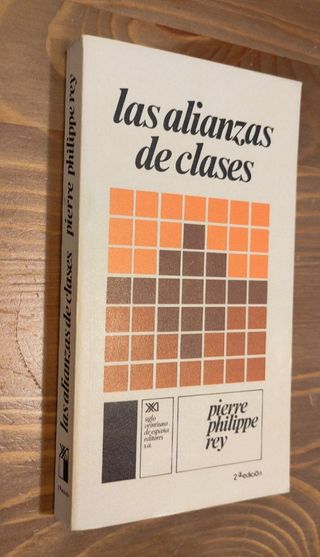 las alianzas
de clases
siglo
veintiuno
de españa
editores
s.a.
pierre
philippe
rey
2ª edición
las alianzas de clases pierre philippe rey